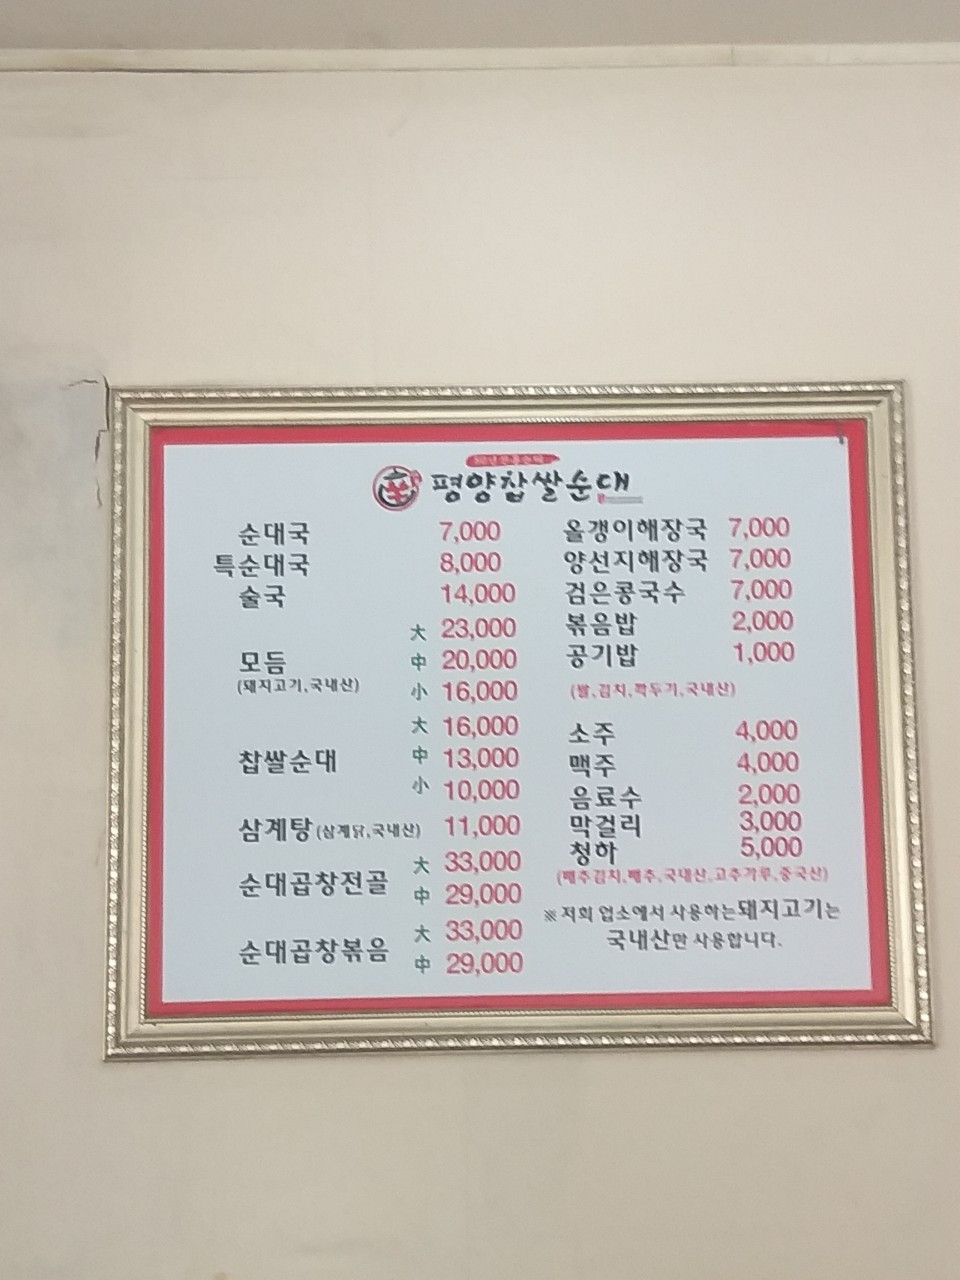 평양찹쌀순대
순대국 7,000
특순대국 8,000
술국 14,000
모듬 大 23,000
中 20,000
(돼지고기,국내산) 小 16,000
찹쌀순대 大 16,000
中 13,000
小 10,000
삼계탕(삼계닭,국내산) 11,000
순대곱창전골 大 33,000
中 29,000
순대곱창볶음 大 33,000
中 29,000
올갱이해장국 7,000
양선지해장국 7,000
검은콩국수 7,000
볶음밥 2,000
공기밥 1,000
(쌀,김치,깍두기,국내산)
소주 4,000
맥주 4,000
음료수 2,000
막걸리 3,000
청하 5,000
(배추김치,배추,국내산,고추가루,중국산)
※ 저희 업소에서 사용하는돼지고기는
국내산만 사용합니다.